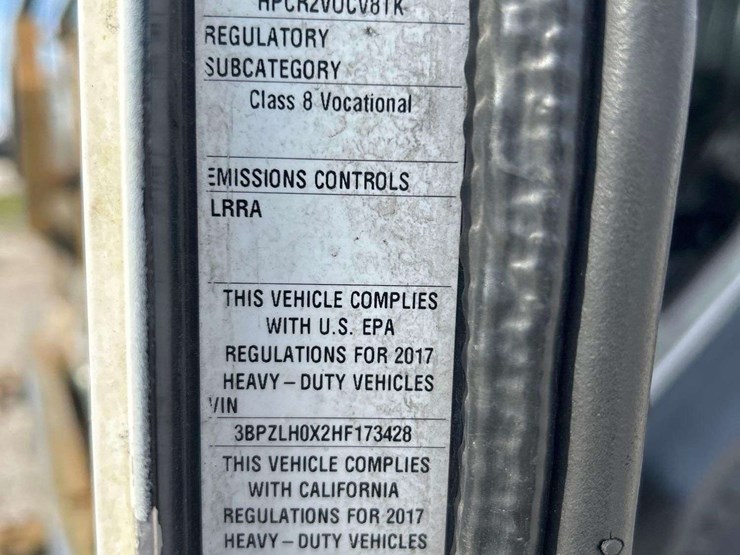 HPCR2VOCV8TK
REGULATORY
SUBCATEGORY
Class 8 Vocational
EMISSIONS CONTROLS
LRRA
THIS VEHICLE COMPLIES
WITH U.S. EPA
REGULATIONS FOR 2017
HEAVY – DUTY VEHICLES
VIN
3BPZLH0X2HF173428
THIS VEHICLE COMPLIES
WITH CALIFORNIA
REGULATIONS FOR 2017
HEAVY – DUTY VEHICLES